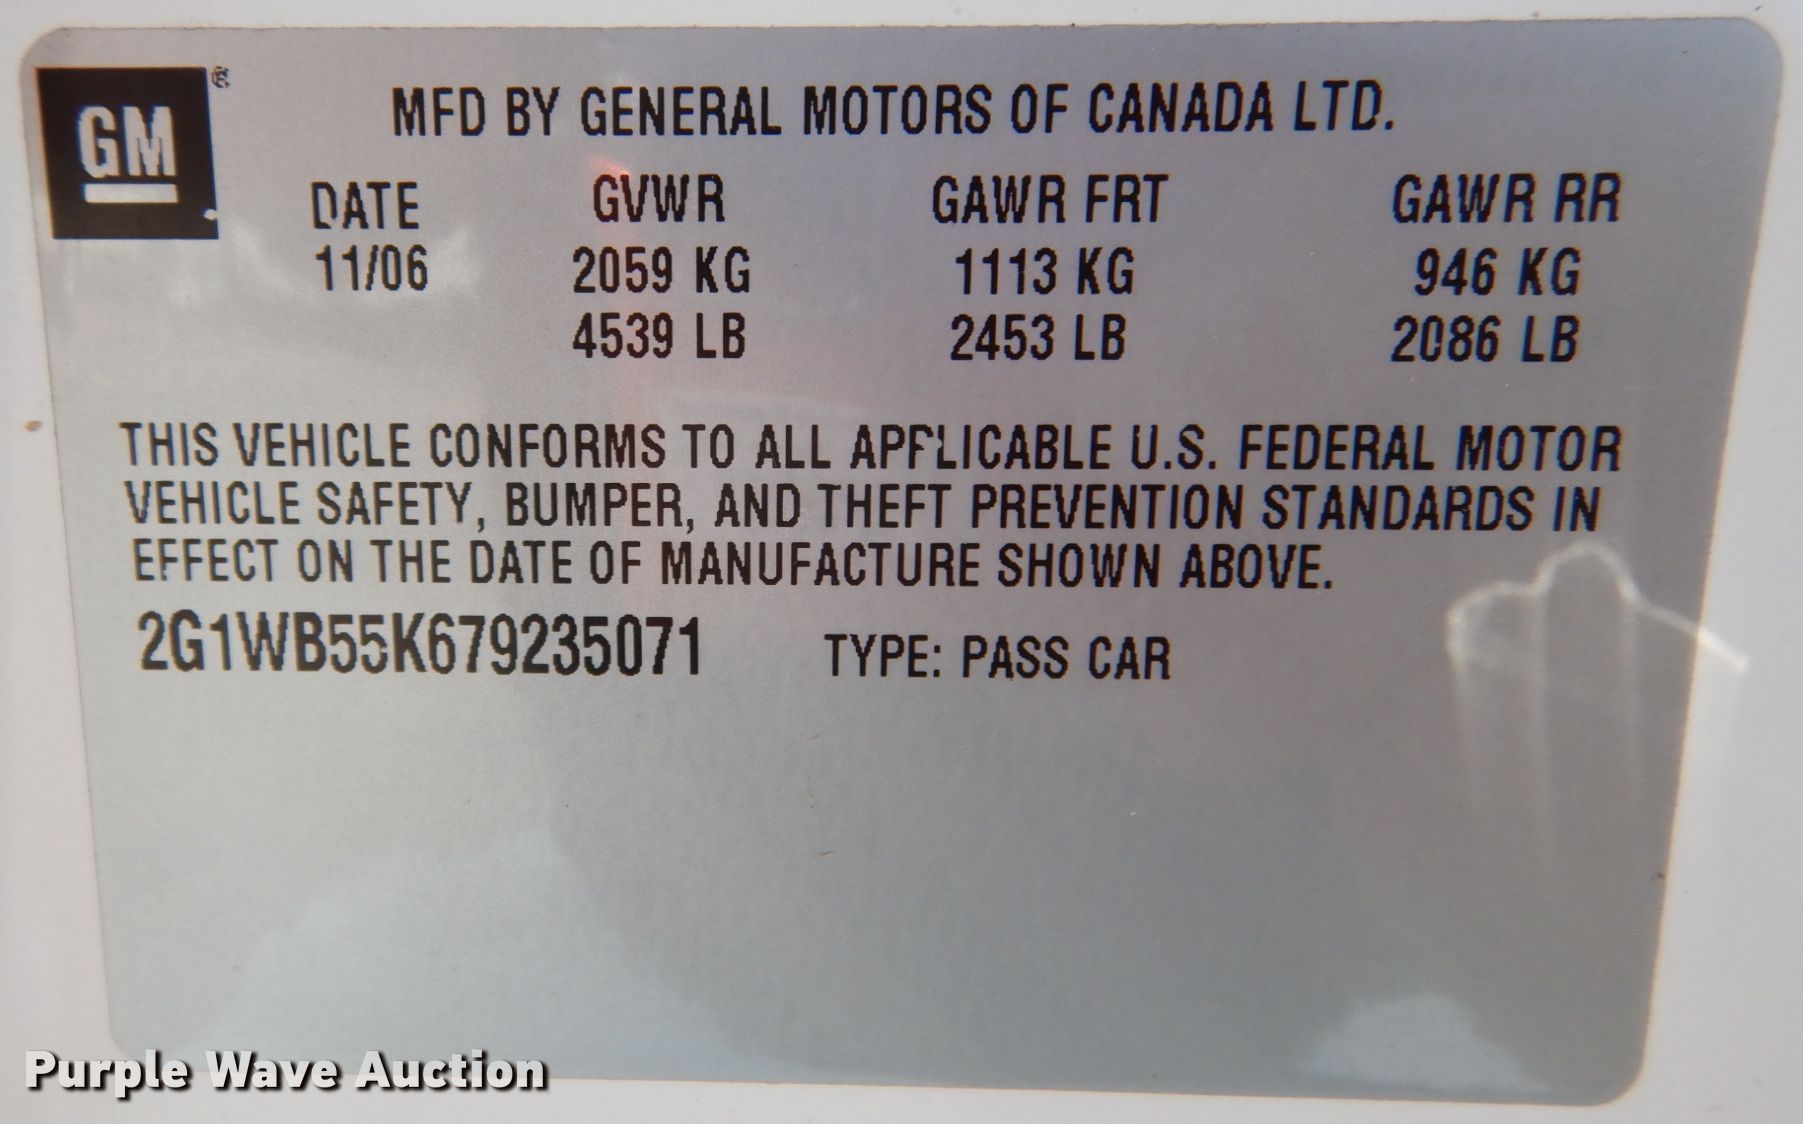 GM ®
MFD BY GENERAL MOTORS OF CANADA LTD.
DATE GVWR GAWR FRT GAWR RR
11/06 2059 KG 1113 KG 946 KG
4539 LB 2453 LB 2086 LB
THIS VEHICLE CONFORMS TO ALL APPLICABLE U.S. FEDERAL MOTOR
VEHICLE SAFETY, BUMPER, AND THEFT PREVENTION STANDARDS IN
EFFECT ON THE DATE OF MANUFACTURE SHOWN ABOVE.
2G1WB55K679235071 TYPE: PASS CAR
Purple Wave Auction